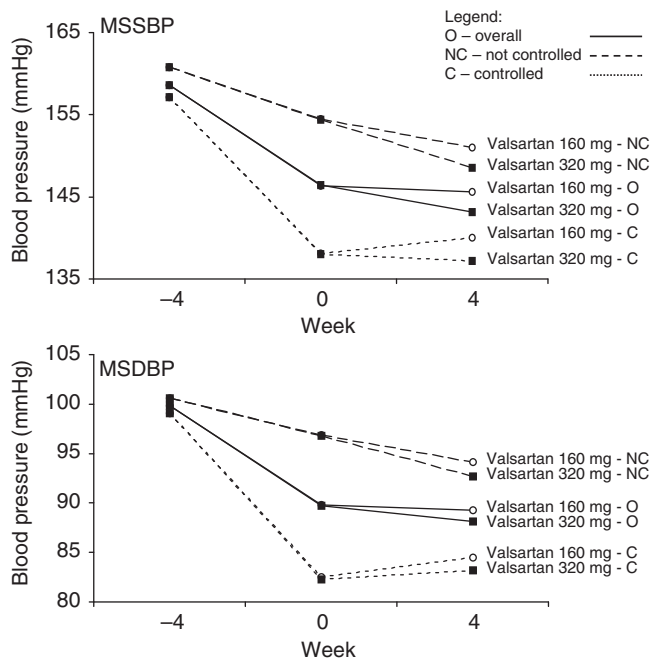 MSSBP
Legend:
O – overall
NC – not controlled
C – controlled
165
155
145
135
Blood pressure (mmHg)
Valsartan 160 mg - NC
Valsartan 320 mg - NC
Valsartan 160 mg - O
Valsartan 320 mg - O
Valsartan 160 mg - C
Valsartan 320 mg - C
–4 0 4
Week
MSDBP
105
100
95
90
85
80
Blood pressure (mmHg)
Valsartan 160 mg - NC
Valsartan 320 mg - NC
Valsartan 160 mg - O
Valsartan 320 mg - O
Valsartan 160 mg - C
Valsartan 320 mg - C
–4 0 4
Week